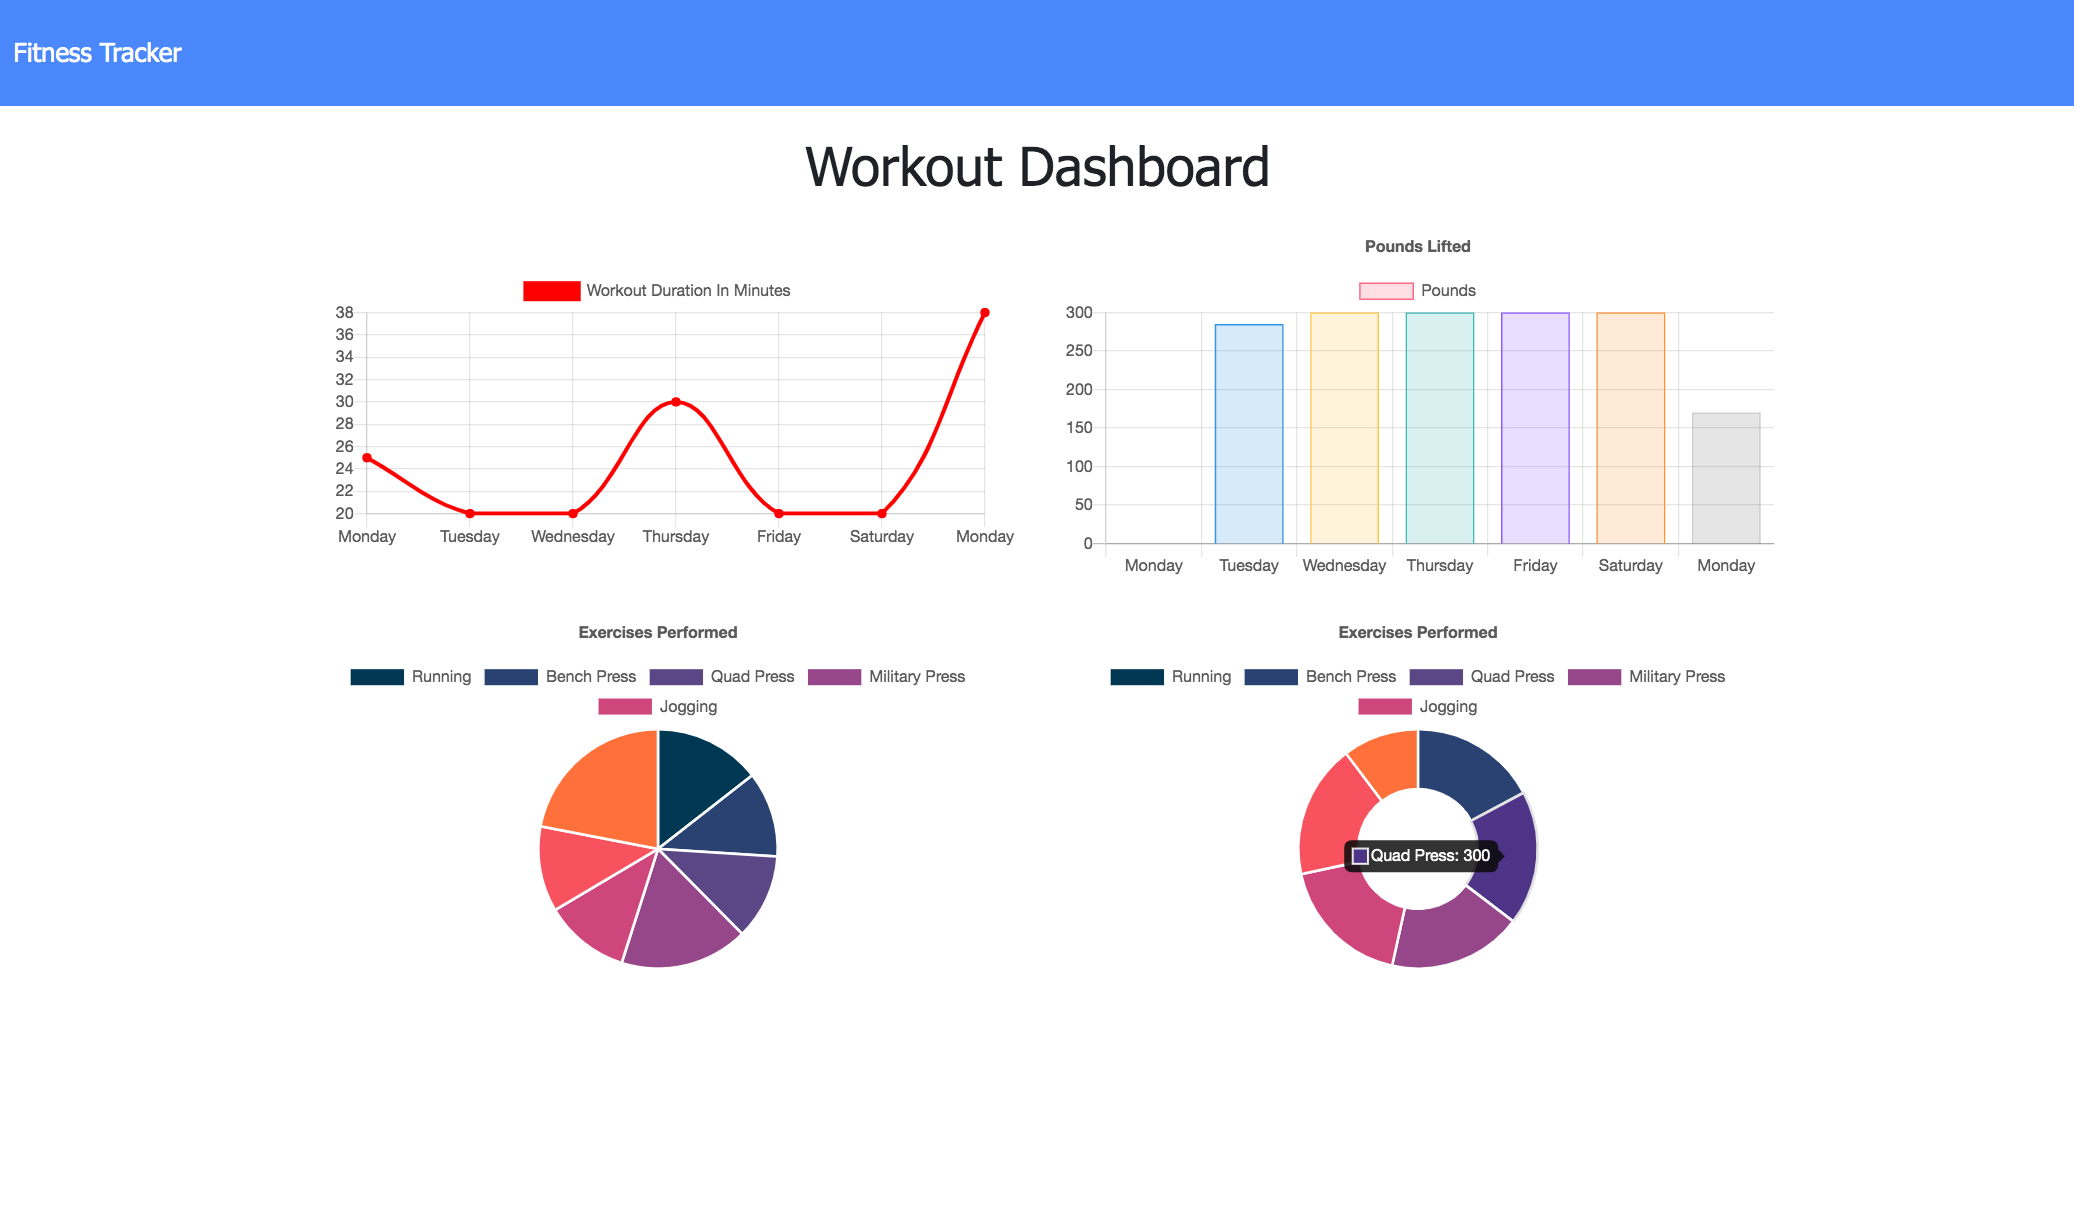 Fitness Tracker
Workout Dashboard
Workout Duration In Minutes
38
36
34
32
30
28
26
24
22
20
Monday Tuesday Wednesday Thursday Friday Saturday Monday
Pounds Lifted
Pounds
300
250
200
150
100
50
0
Monday Tuesday Wednesday Thursday Friday Saturday Monday
Exercises Performed
Running Bench Press Quad Press Military Press
Jogging
Exercises Performed
Running Bench Press Quad Press Military Press
Jogging
Quad Press: 300